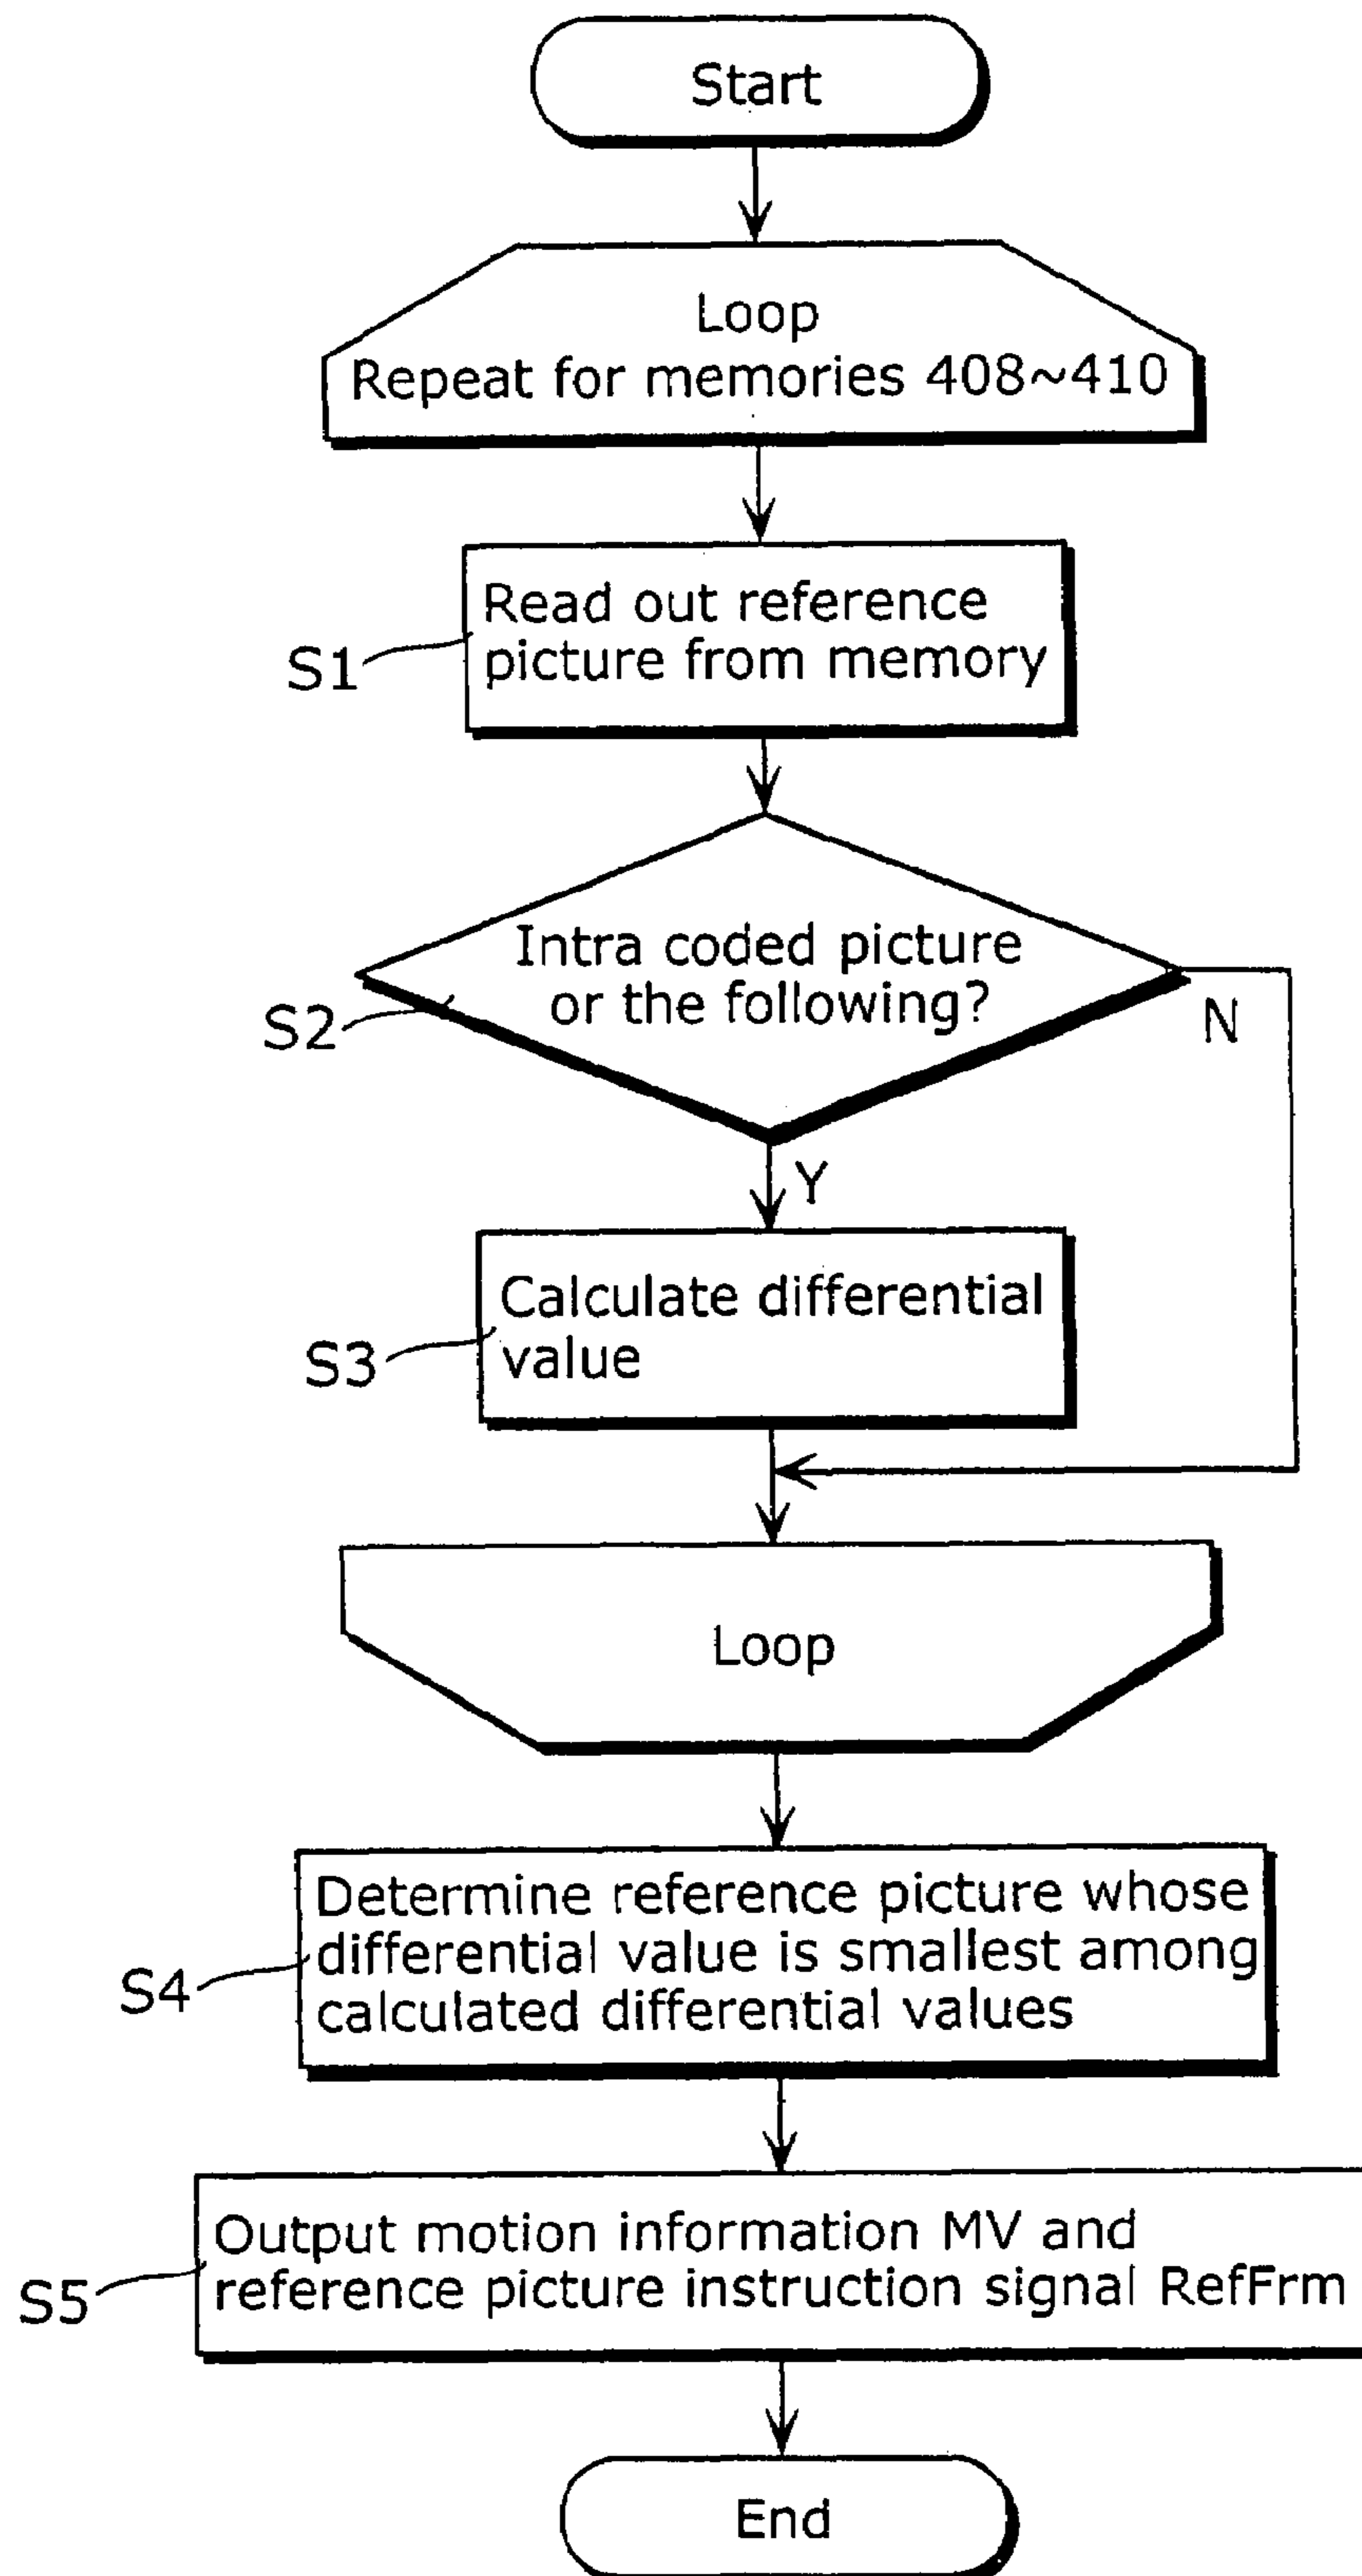 Start
Loop
Repeat for memories 408~410
Read out reference
picture from memory
S1
Intra coded picture
or the following?
S2
N
Y
Calculate differential
value
S3
Loop
Determine reference picture whose
differential value is smallest among
calculated differential values
S4
Output motion information MV and
reference picture instruction signal RefFrm
S5
End